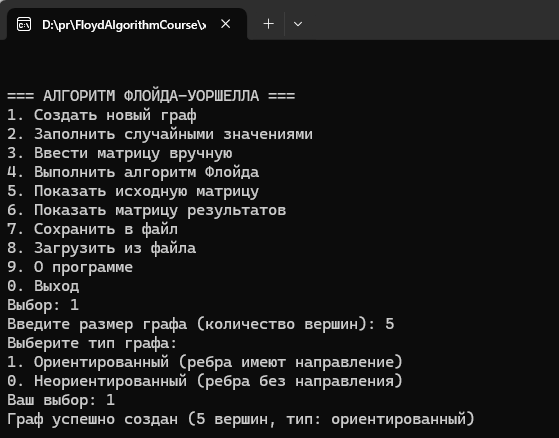 D:\pr\FloydAlgorithmCourse\x
=== АЛГОРИТМ ФЛОЙДА-УОРШЕЛЛА ===
1. Создать новый граф
2. Заполнить случайными значениями
3. Ввести матрицу вручную
4. Выполнить алгоритм Флойда
5. Показать исходную матрицу
6. Показать матрицу результатов
7. Сохранить в файл
8. Загрузить из файла
9. О программе
0. Выход
Выбор: 1
Введите размер графа (количество вершин): 5
Выберите тип графа:
1. Ориентированный (ребра имеют направление)
0. Неориентированный (ребра без направления)
Ваш выбор: 1
Граф успешно создан (5 вершин, тип: ориентированный)